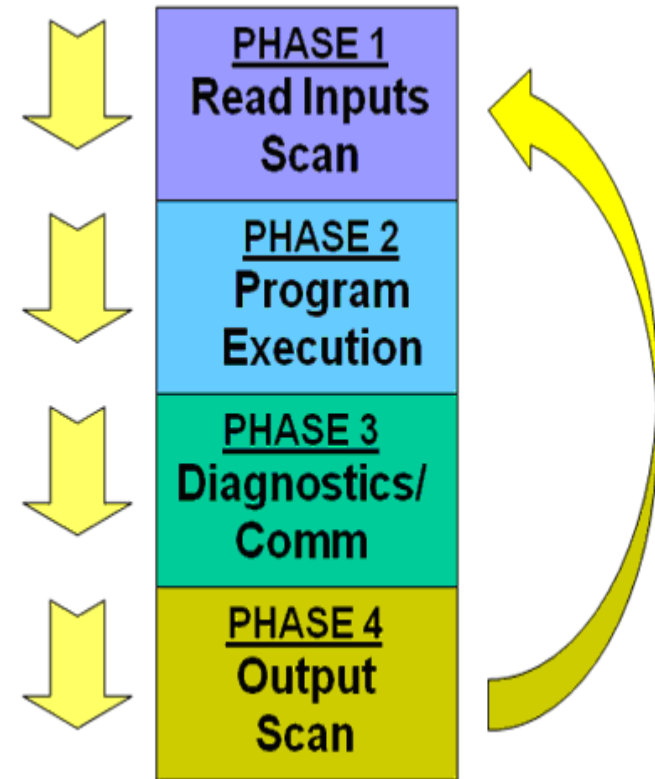 PHASE 1
Read Inputs
Scan
PHASE 2
Program
Execution
PHASE 3
Diagnostics/
Comm
PHASE 4
Output
Scan